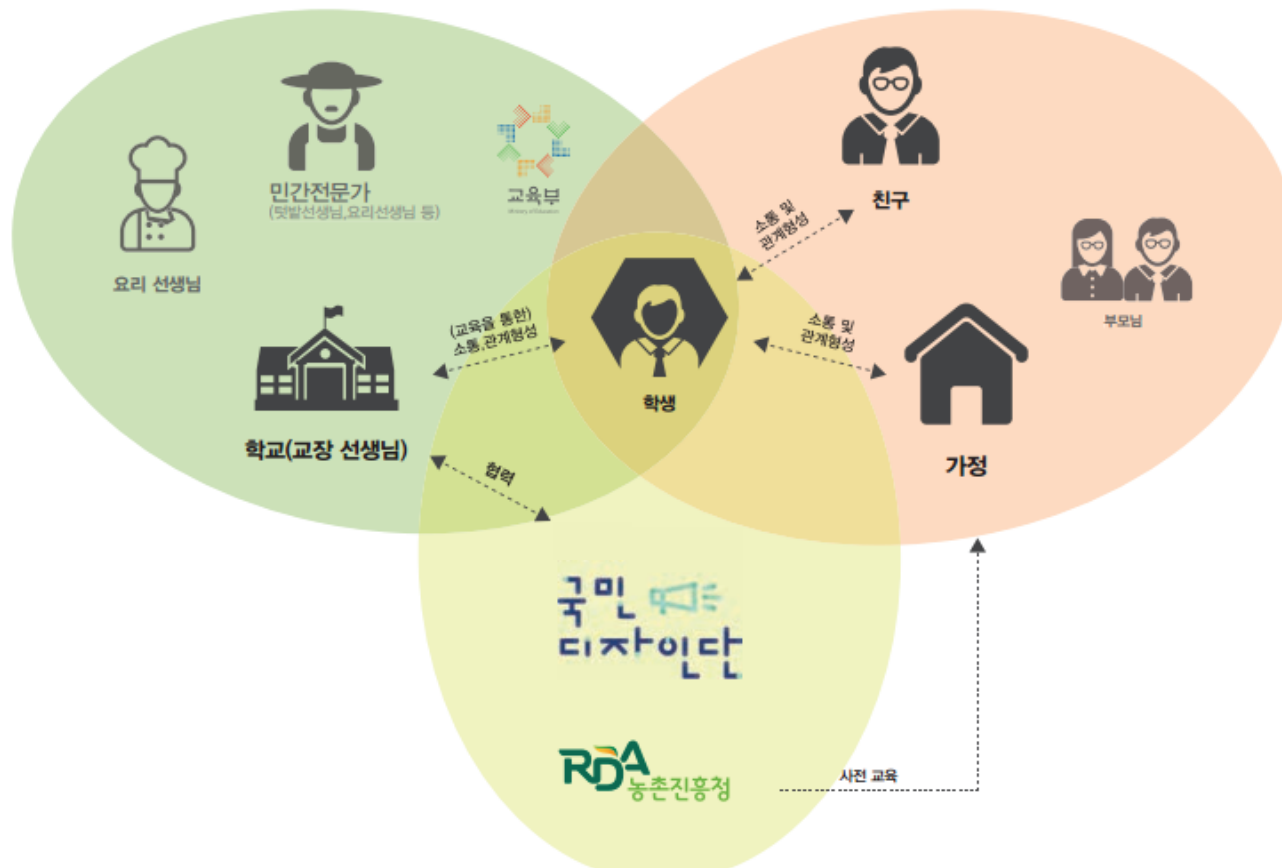 민간전문가
(텃밭선생님,요리선생님 등)
교육부
Ministry of Education
친구
요리 선생님
소통 및
관계형성
부모님
(교육을 통한)
소통,관계형성
소통 및
관계형성
학생
학교(교장 선생님)
가정
협력
국민
디자인단
RDA
농촌진흥청
사전 교육